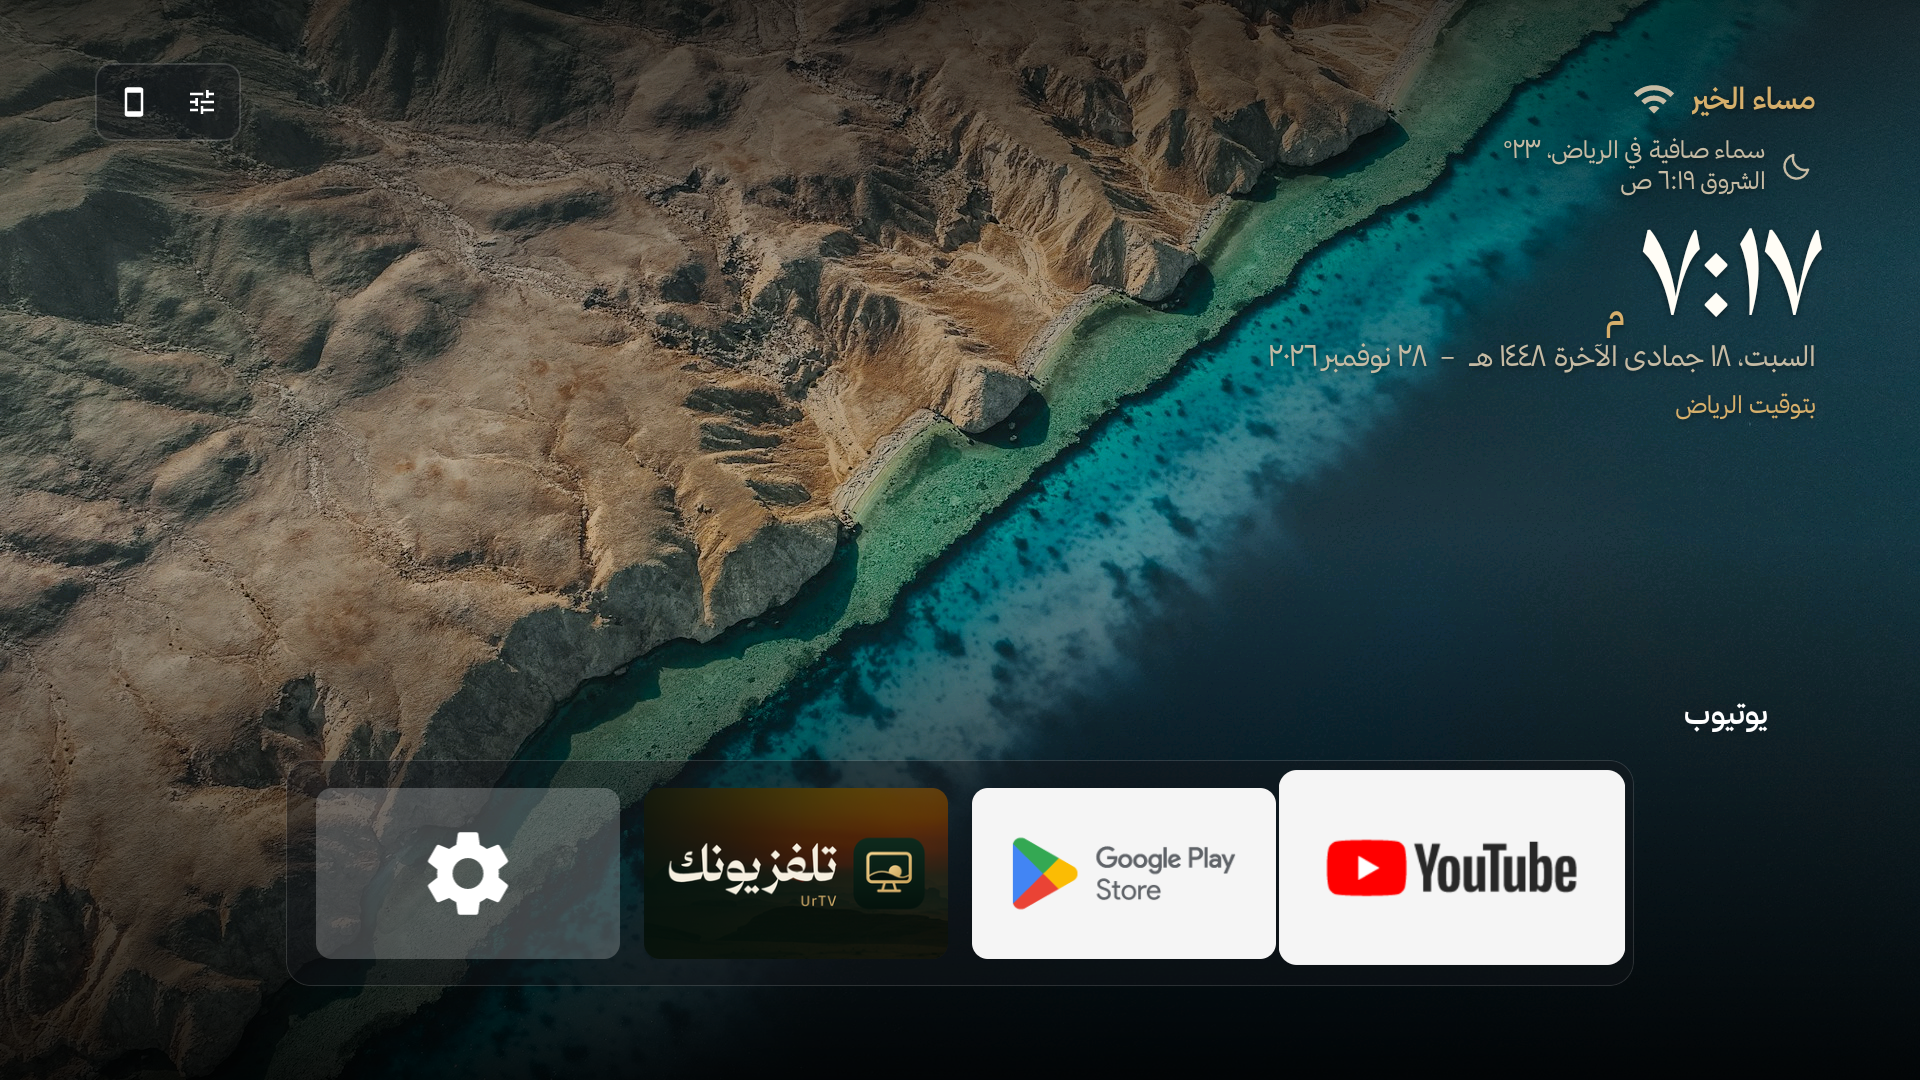 مساء الخير
سماء صافية في الرياض، ٢٣°
الشروق ٦:١٩ ص
٧:١٧ م
السبت، ١٨ جمادى الآخرة ١٤٤٨ هـ – ٢٨ نوفمبر ٢٠٢٦
بتوقيت الرياض
يوتيوب
YouTube
Google Play
Store
تلفزيونك
UrTV